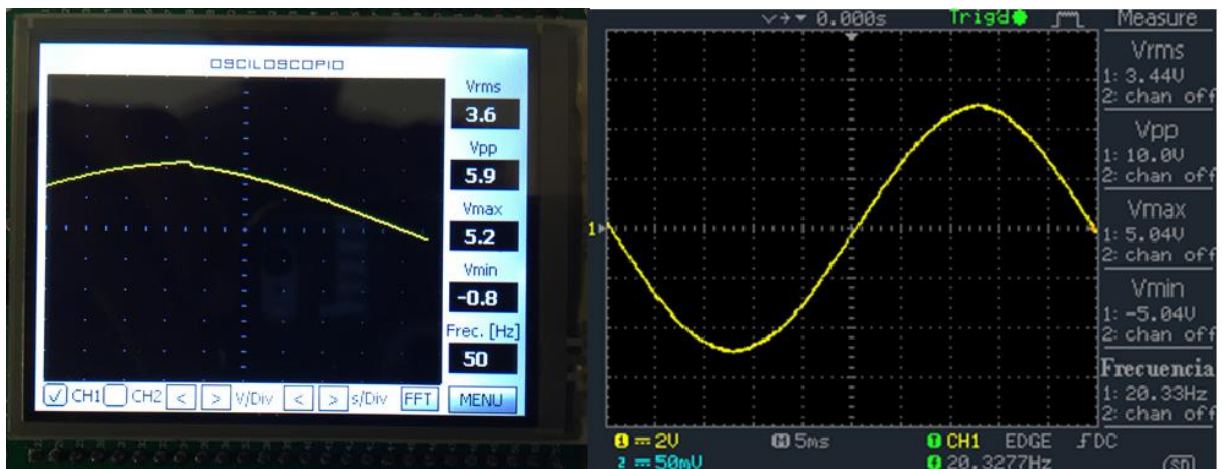 OSCILOSCOPIO
Vrms
3.6
Vpp
5.9
Vmax
5.2
Vmin
-0.8
Frec. [Hz]
50
CH1 CH2 < > V/Div < > s/Div FFT MENU
0.000s Trig'd Measure
Vrms
1: 3.44V
2: chan off
Vpp
1: 10.0V
2: chan off
Vmax
1: 5.04V
2: chan off
Vmin
1: -5.04V
2: chan off
Frecuencia
1: 20.33Hz
2: chan off
1
1 2V M 5ms T CH1 EDGE DC
2 50mV f 20.3277Hz SD